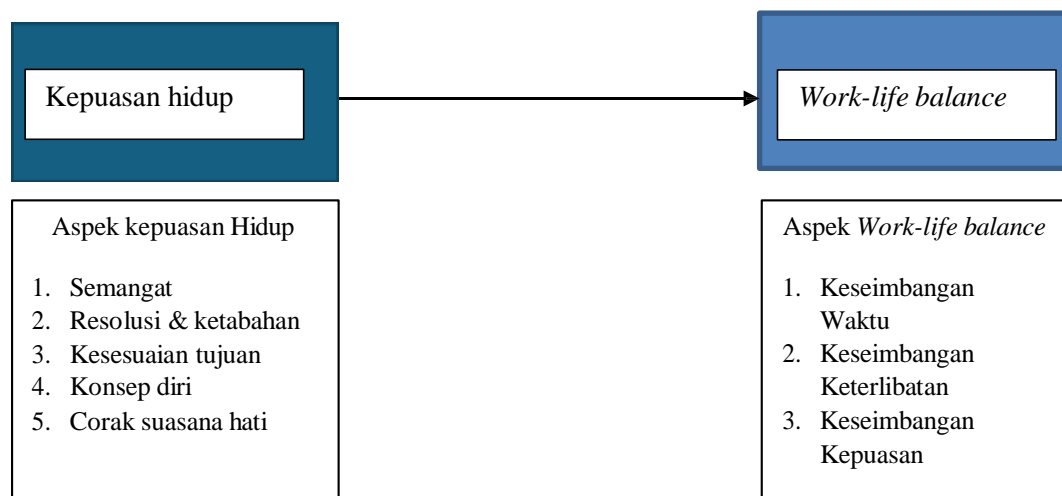 Kepuasan hidup
Work-life balance
Aspek kepuasan Hidup
1. Semangat
2. Resolusi & ketabahan
3. Kesesuaian tujuan
4. Konsep diri
5. Corak suasana hati
Aspek Work-life balance
1. Keseimbangan
Waktu
2. Keseimbangan
Keterlibatan
3. Keseimbangan
Kepuasan